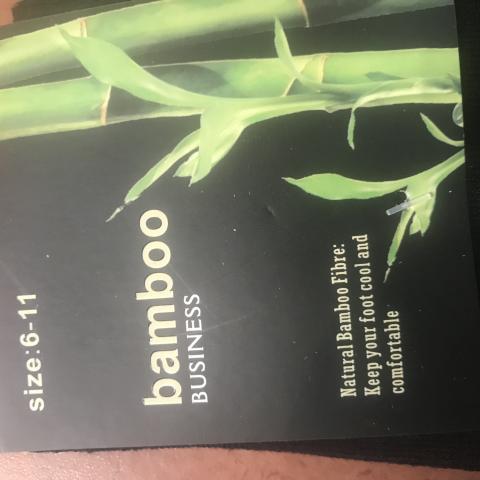 size:6-11
bamboo
BUSINESS
Natural Bamboo Fibre:
Keep your foot cool and
comfortable